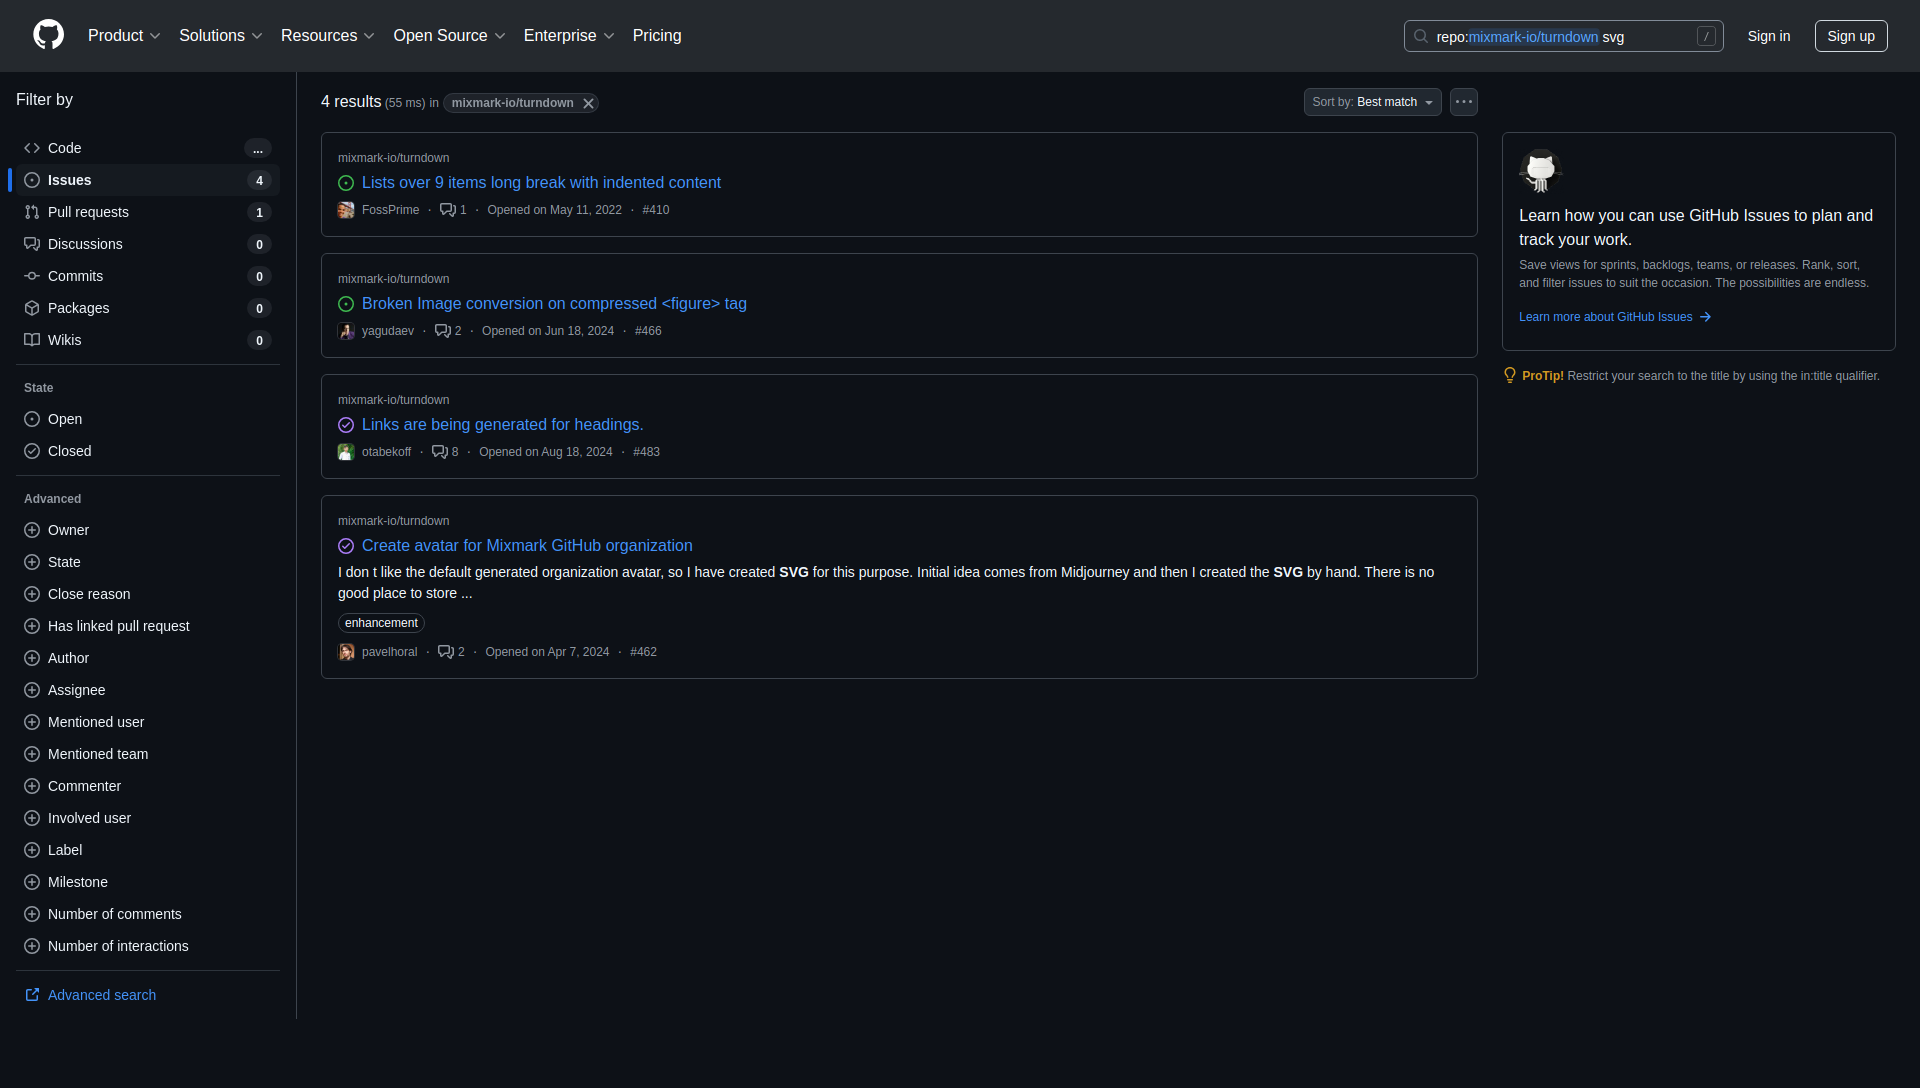 Product
Solutions
Resources
Open Source
Enterprise
Pricing
repo:mixmark-io/turndown svg
/
Sign in
Sign up
Filter by
Code
...
Issues
4
Pull requests
1
Discussions
0
Commits
0
Packages
0
Wikis
0
State
Open
Closed
Advanced
Owner
State
Close reason
Has linked pull request
Author
Assignee
Mentioned user
Mentioned team
Commenter
Involved user
Label
Milestone
Number of comments
Number of interactions
Advanced search
4 results (55 ms) in mixmark-io/turndown
Sort by: Best match
mixmark-io/turndown
Lists over 9 items long break with indented content
FossPrime · 1 · Opened on May 11, 2022 · #410
mixmark-io/turndown
Broken Image conversion on compressed <figure> tag
yagudaev · 2 · Opened on Jun 18, 2024 · #466
mixmark-io/turndown
Links are being generated for headings.
otabekoff · 8 · Opened on Aug 18, 2024 · #483
mixmark-io/turndown
Create avatar for Mixmark GitHub organization
I don t like the default generated organization avatar, so I have created SVG for this purpose. Initial idea comes from Midjourney and then I created the SVG by hand. There is no
good place to store ...
enhancement
pavelhoral · 2 · Opened on Apr 7, 2024 · #462
Learn how you can use GitHub Issues to plan and
track your work.
Save views for sprints, backlogs, teams, or releases. Rank, sort,
and filter issues to suit the occasion. The possibilities are endless.
Learn more about GitHub Issues
ProTip! Restrict your search to the title by using the in:title qualifier.